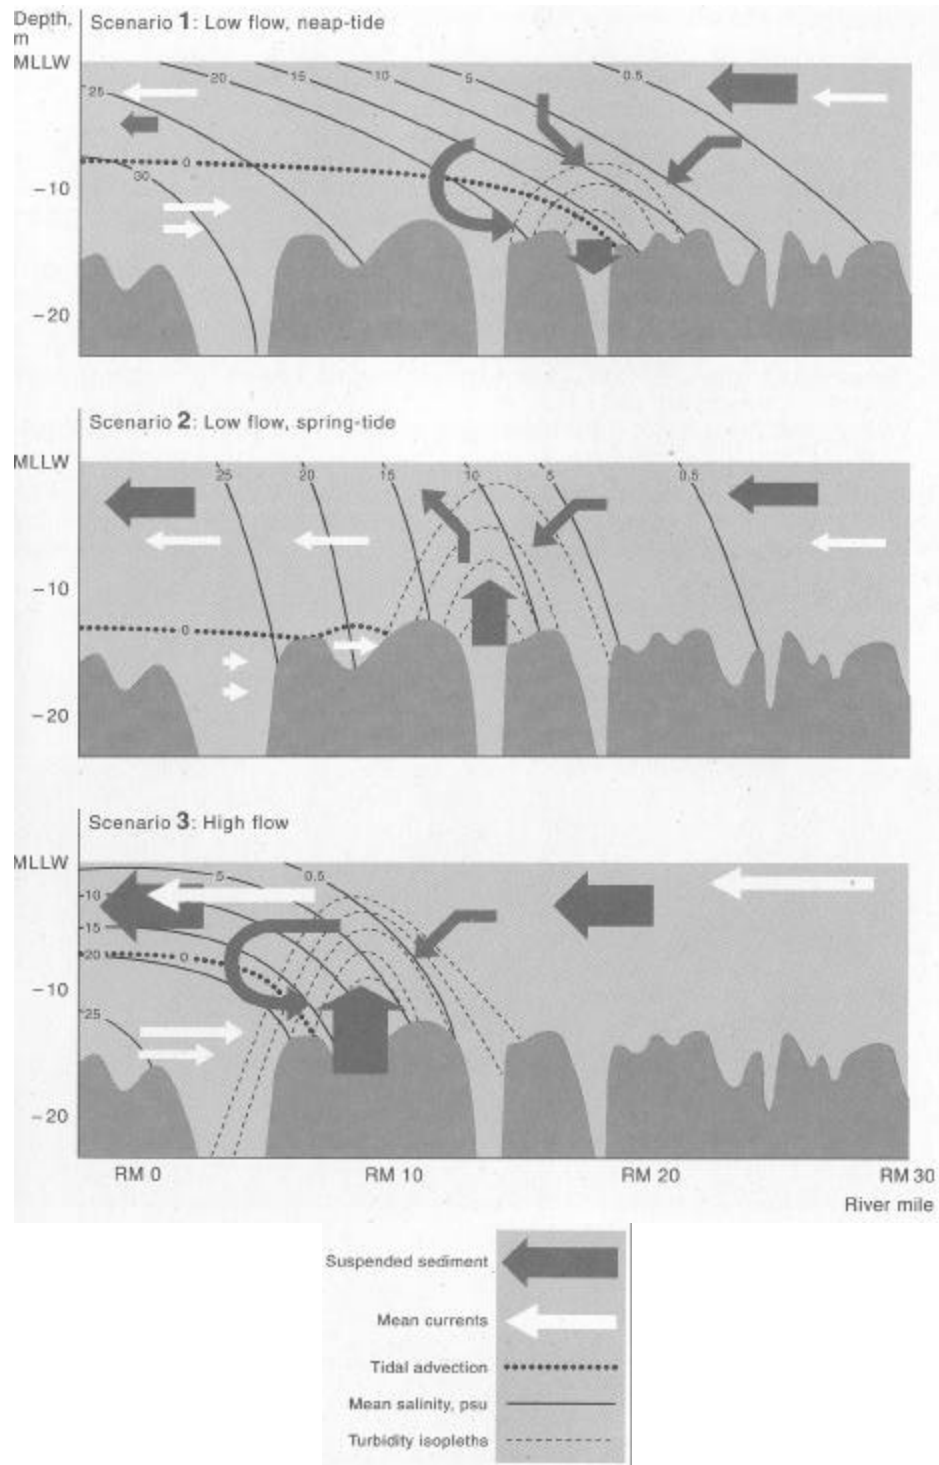 Depth,
m
Scenario 1: Low flow, neap-tide
MLLW
20
15
10
5
0.5
25
0
30
−10
−20
Scenario 2: Low flow, spring-tide
MLLW
25
20
15
10
5
0.5
−10
0
−20
Scenario 3: High flow
MLLW
5
0.5
10
15
20
0
−10
25
−20
RM 0
RM 10
RM 20
RM 30
River mile
Suspended sediment
Mean currents
Tidal advection
Mean salinity, psu
Turbidity isopleths